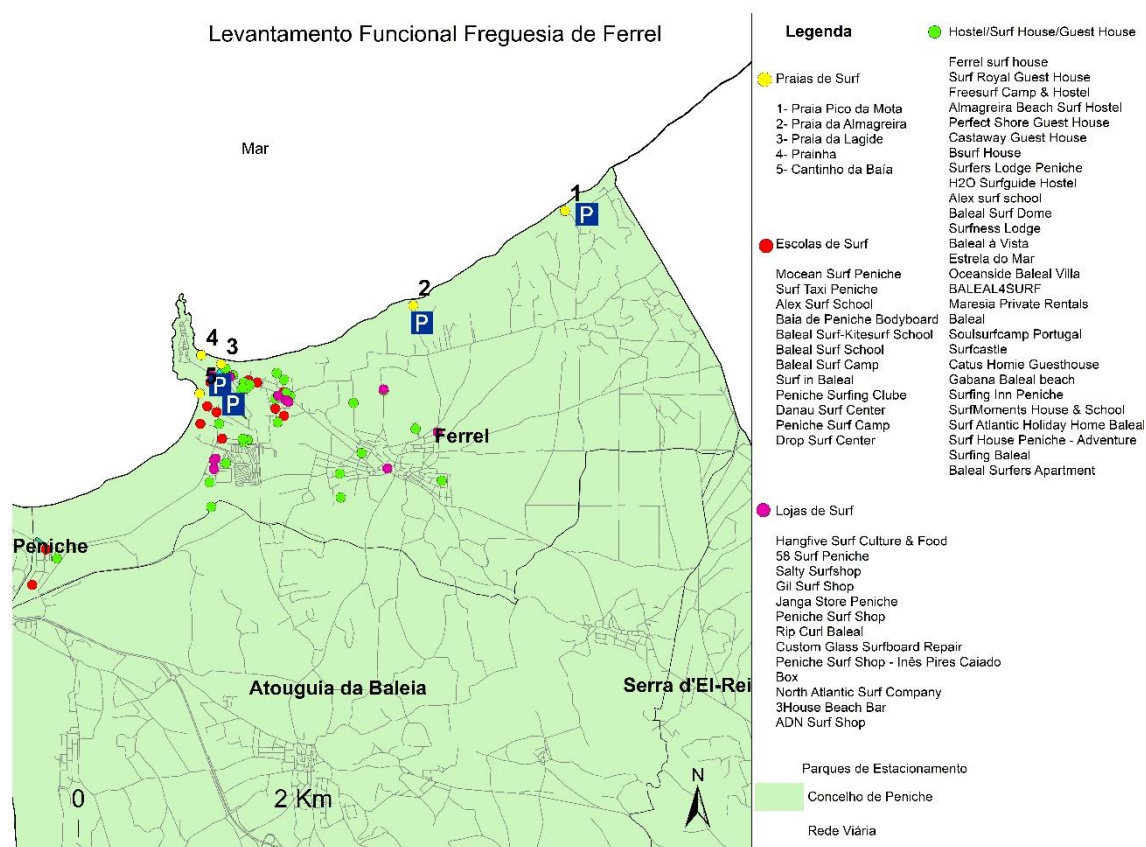 Levantamento Funcional Freguesia de Ferrel
Mar
1
P
2
P
4
3
5
P
P
Ferrel
Peniche
Atouguia da Baleia
Serra d'El-Rei
0
2 Km
N
Legenda
Praias de Surf
1- Praia Pico da Mota
2- Praia da Almagreira
3- Praia da Lagide
4- Prainha
5- Cantinho da Baía
Escolas de Surf
Mocean Surf Peniche
Surf Taxi Peniche
Alex Surf School
Baia de Peniche Bodyboard
Baleal Surf-Kitesurf School
Baleal Surf School
Baleal Surf Camp
Surf in Baleal
Peniche Surfing Clube
Danau Surf Center
Peniche Surf Camp
Drop Surf Center
Lojas de Surf
Hangfive Surf Culture & Food
58 Surf Peniche
Salty Surfshop
Gil Surf Shop
Janga Store Peniche
Peniche Surf Shop
Rip Curl Baleal
Custom Glass Surfboard Repair
Peniche Surf Shop - Inês Pires Caiado
Box
North Atlantic Surf Company
3House Beach Bar
ADN Surf Shop
Parques de Estacionamento
Concelho de Peniche
Rede Viária
Hostel/Surf House/Guest House
Ferrel surf house
Surf Royal Guest House
Freesurf Camp & Hostel
Almagreira Beach Surf Hostel
Perfect Shore Guest House
Castaway Guest House
Bsurf House
Surfers Lodge Peniche
H2O Surfguide Hostel
Alex surf school
Baleal Surf Dome
Surfness Lodge
Baleal à Vista
Estrela do Mar
Oceanside Baleal Villa
BALEAL4SURF
Maresia Private Rentals
Baleal
Soulsurfcamp Portugal
Surfcastle
Catus Homie Guesthouse
Gabana Baleal beach
Surfing Inn Peniche
SurfMoments House & School
Surf Atlantic Holiday Home Baleal
Surf House Peniche - Adventure
Surfing Baleal
Baleal Surfers Apartment